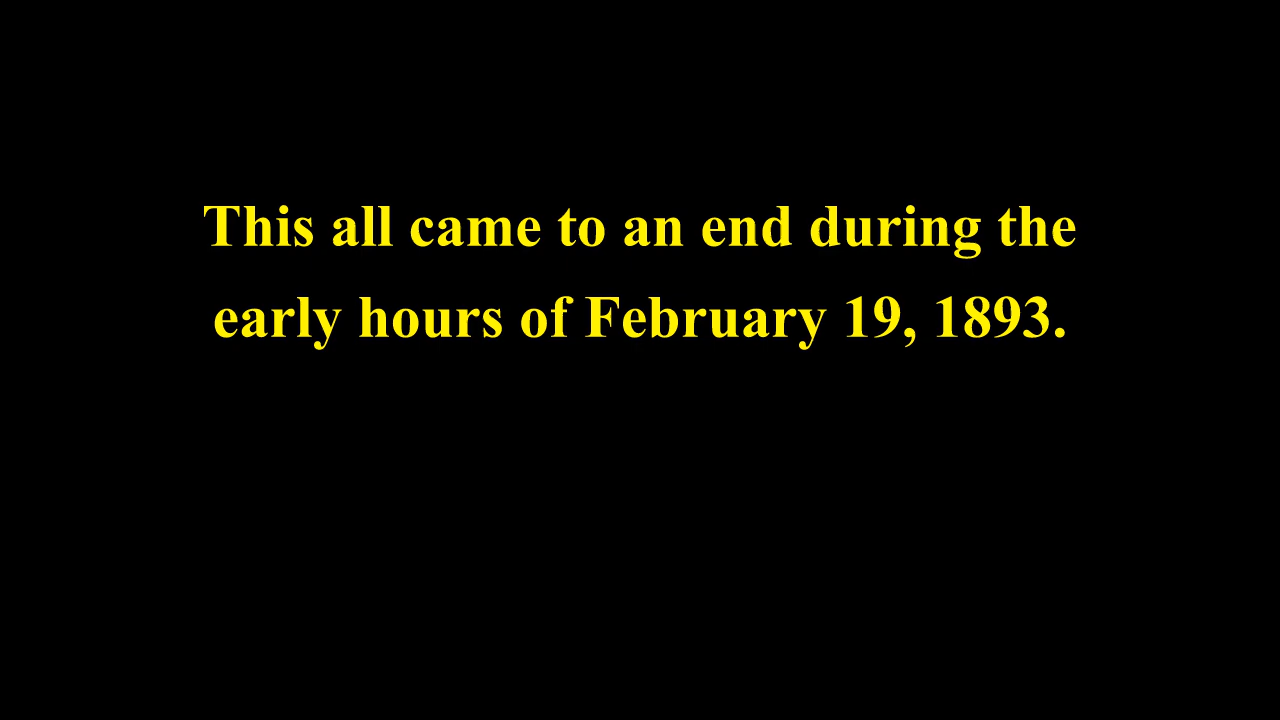 This all came to an end during the
early hours of February 19, 1893.